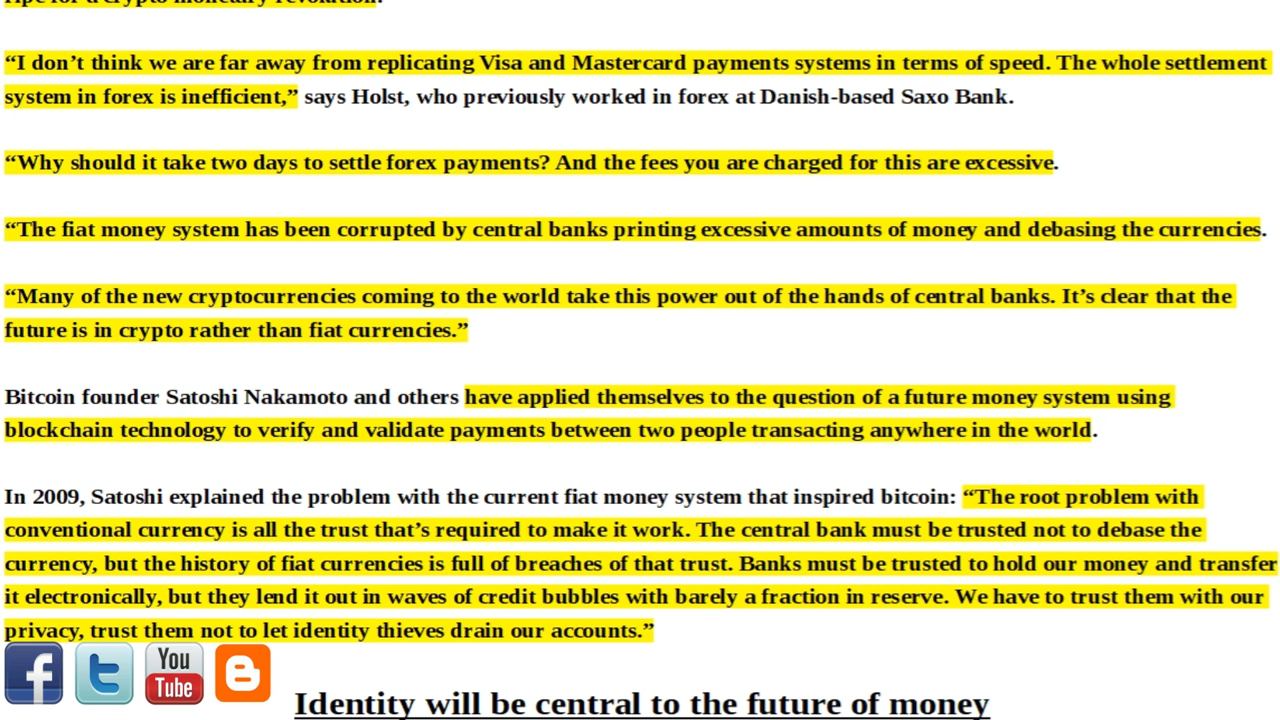 Ape for a crypto monetary revolution.
“I don’t think we are far away from replicating Visa and Mastercard payments systems in terms of speed. The whole settlement
system in forex is inefficient,” says Holst, who previously worked in forex at Danish-based Saxo Bank.
“Why should it take two days to settle forex payments? And the fees you are charged for this are excessive.
“The fiat money system has been corrupted by central banks printing excessive amounts of money and debasing the currencies.
“Many of the new cryptocurrencies coming to the world take this power out of the hands of central banks. It’s clear that the
future is in crypto rather than fiat currencies.”
Bitcoin founder Satoshi Nakamoto and others have applied themselves to the question of a future money system using
blockchain technology to verify and validate payments between two people transacting anywhere in the world.
In 2009, Satoshi explained the problem with the current fiat money system that inspired bitcoin: “The root problem with
conventional currency is all the trust that’s required to make it work. The central bank must be trusted not to debase the
currency, but the history of fiat currencies is full of breaches of that trust. Banks must be trusted to hold our money and transfer
it electronically, but they lend it out in waves of credit bubbles with barely a fraction in reserve. We have to trust them with our
privacy, trust them not to let identity thieves drain our accounts.”
You
Tube
Identity will be central to the future of money